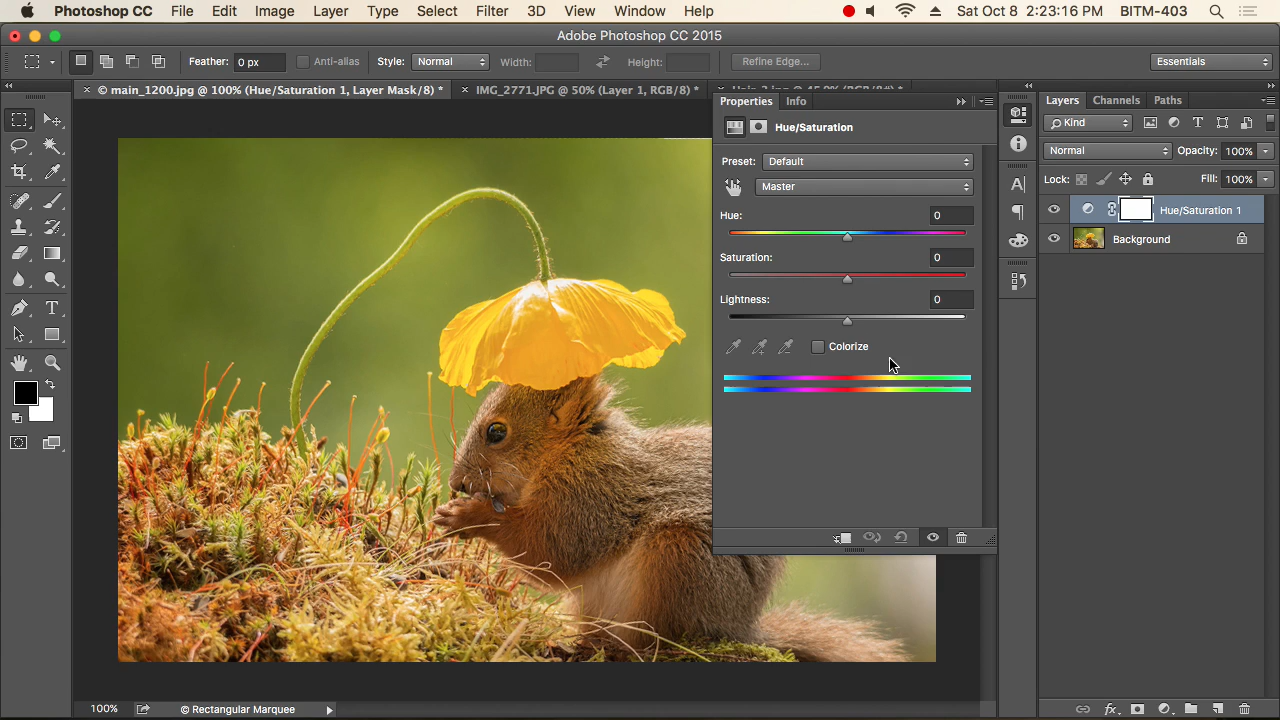 Photoshop CC File Edit Image Layer Type Select Filter 3D View Window Help Sat Oct 8 2:23:16 PM BITM-403
Adobe Photoshop CC 2015
Feather: 0 px Anti-alias Style: Normal Width: Height: Refine Edge... Essentials
© main_1200.jpg @ 100% (Hue/Saturation 1, Layer Mask/8) * IMG_2771.JPG @ 50% (Layer 1, RGB/8) *
Properties Info
Layers Channels Paths
Hue/Saturation
Kind
Preset: Default
Normal Opacity: 100%
Master
Lock: Fill: 100%
Hue: 0
Hue/Saturation 1
Background
Saturation: 0
Lightness: 0
Colorize
100% © Rectangular Marquee